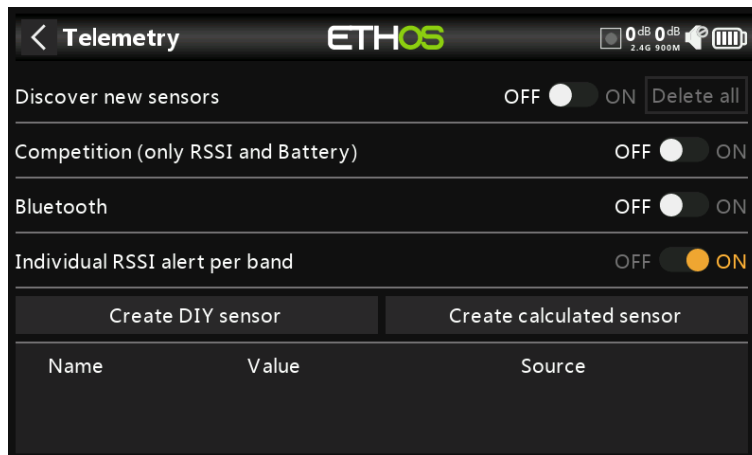 Telemetry ETHOS 0dB 0dB
2.4G 900M
Discover new sensors OFF ON Delete all
Competition (only RSSI and Battery) OFF ON
Bluetooth OFF ON
Individual RSSI alert per band OFF ON
Create DIY sensor Create calculated sensor
Name Value Source